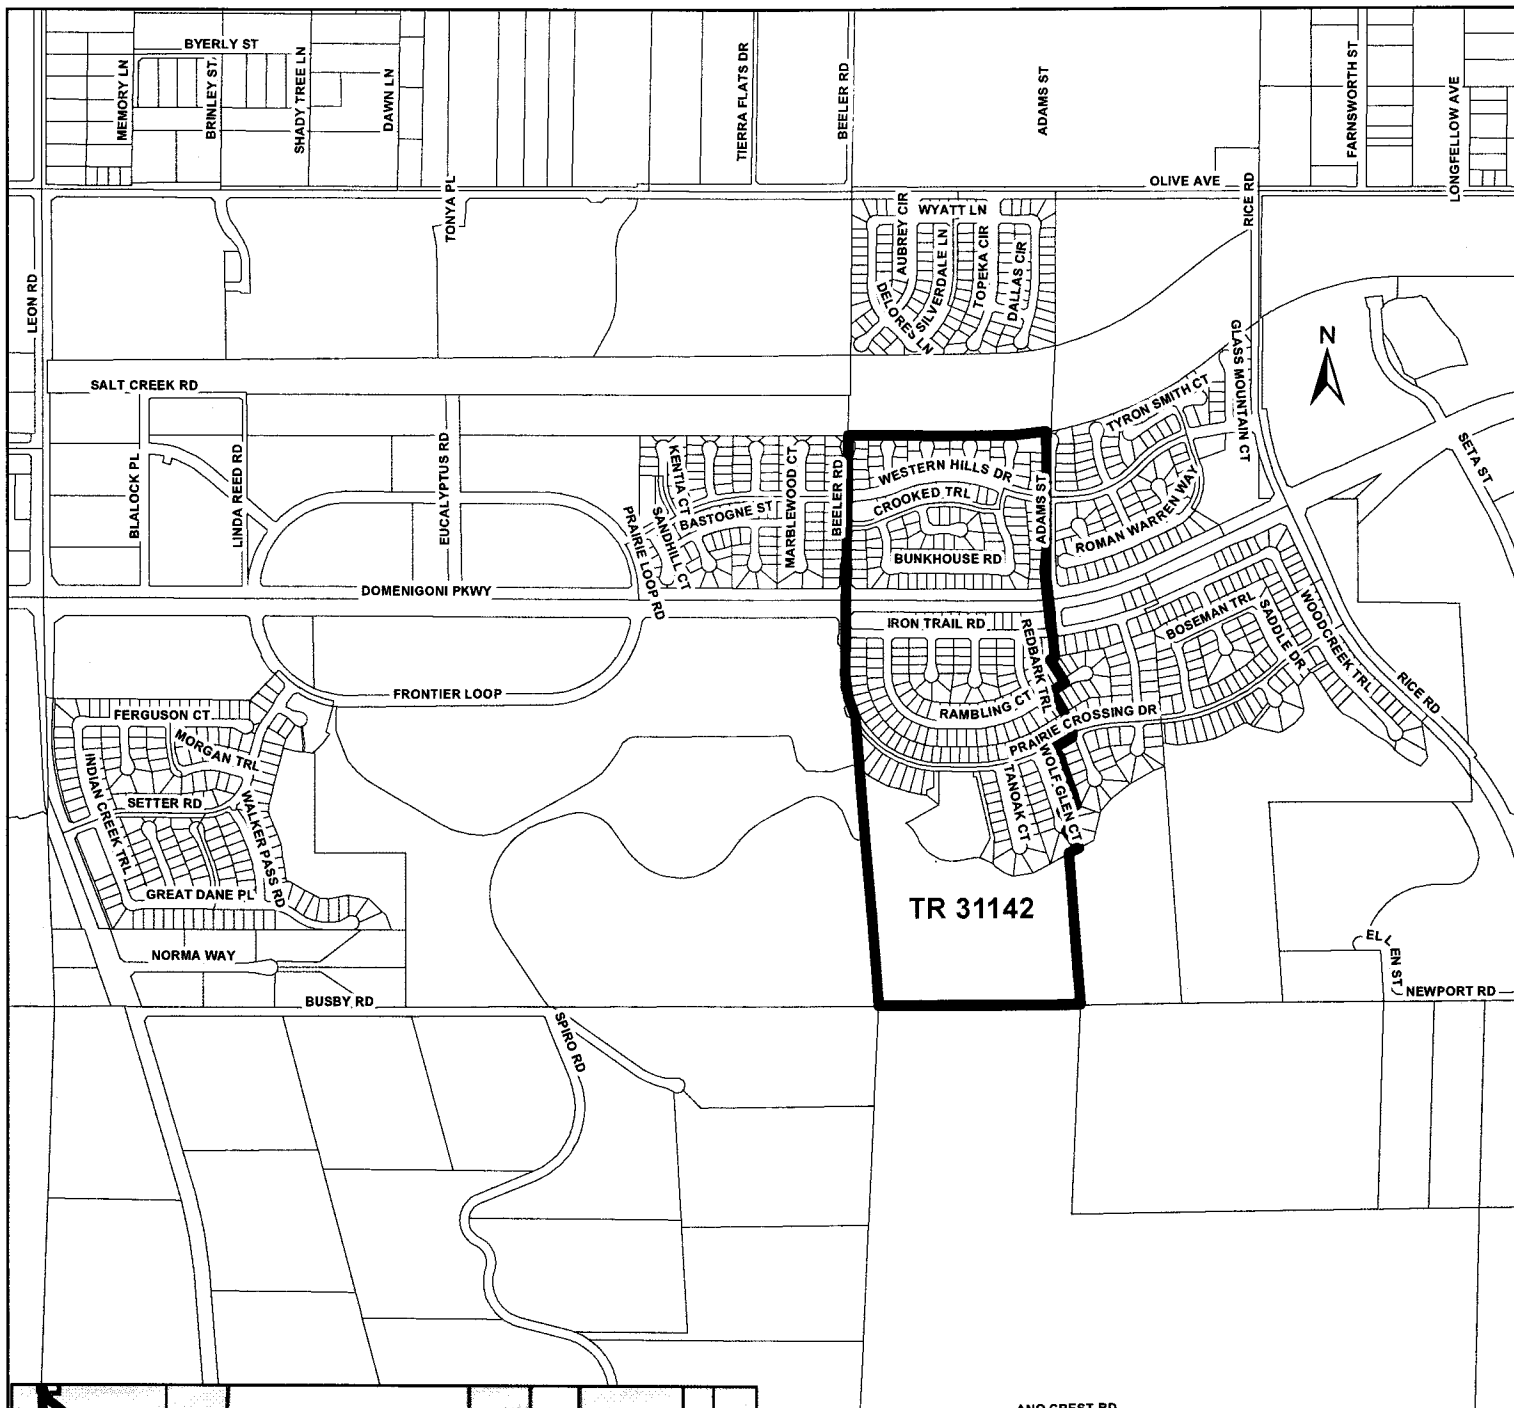 BYERLY ST
MEMORY LN
BRINLEY ST
SHADY TREE LN
DAWN LN
TIERRA FLATS DR
BEELER RD
ADAMS ST
FARNSWORTH ST
LONGFELLOW AVE
OLIVE AVE
TONYA PL
RICE RD
LEON RD
WYATT LN
AUBREY CIR
SILVERDALE LN
TOPEKA CIR
DALLAS CIR
DELORES LN
GLASS MOUNTAIN CT
N
SALT CREEK RD
TYRON SMITH CT
BLALOCK PL
LINDA REED RD
EUCALYPTUS RD
KENTIA CT
MARBLEWOOD CT
BEELER RD
WESTERN HILLS DR
CROOKED TRL
ADAMS ST
SETA ST
BASTOGNE ST
SANDHILL CT
PRAIRIE LOOP RD
BUNKHOUSE RD
ROMAN WARREN WAY
DOMENIGONI PKWY
IRON TRAIL RD
REDBARK TRL
BOSEMAN TRL
SADDLE DR
WOODCREEK TRL
RICE RD
FRONTIER LOOP
RAMBLING CT
PRAIRIE CROSSING DR
FERGUSON CT
MORGAN TRL
INDIAN CREEK TRL
SETTER RD
WALKER PASS RD
TANOAK CT
WOLF GLEN CT
GREAT DANE PL
TR 31142
NORMA WAY
ELLEN ST
BUSBY RD
NEWPORT RD
SPIRO RD
ANO CREST RD